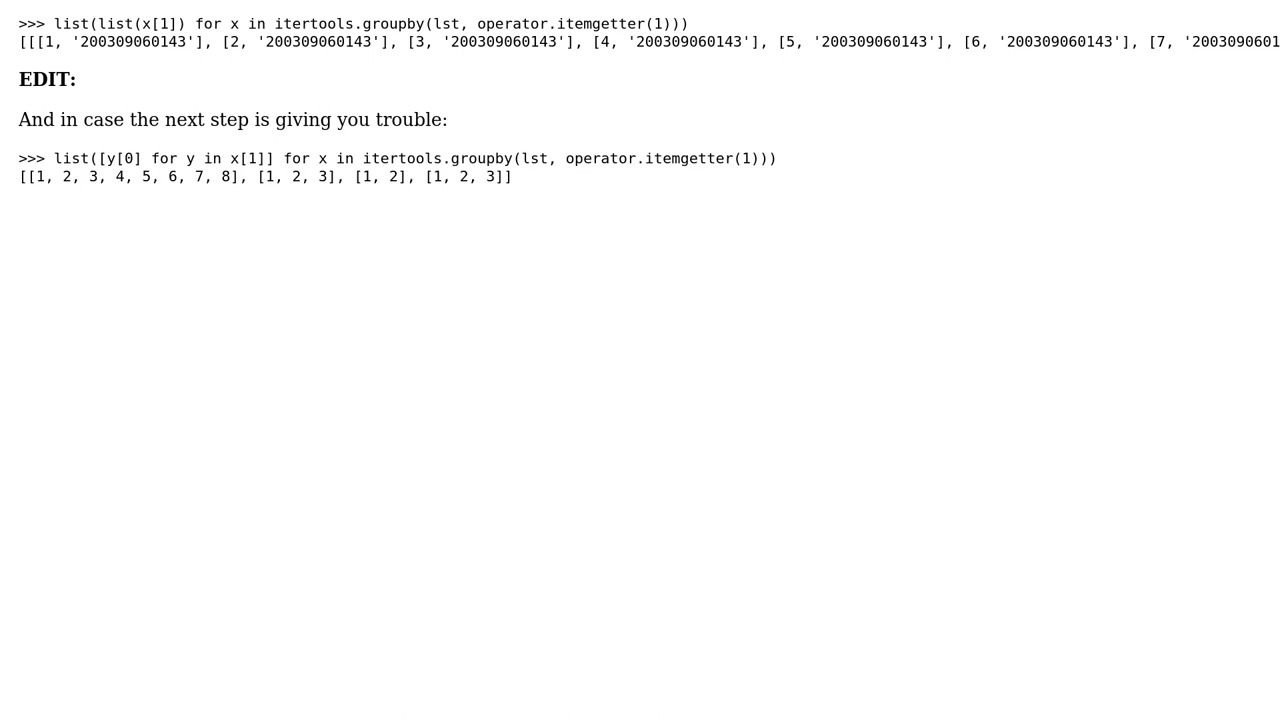 >>> list(list(x[1]) for x in itertools.groupby(lst, operator.itemgetter(1)))
[[[1, '200309060143'], [2, '200309060143'], [3, '200309060143'], [4, '200309060143'], [5, '200309060143'], [6, '200309060143'], [7, '2003090601
EDIT:
And in case the next step is giving you trouble:
>>> list([y[0] for y in x[1]] for x in itertools.groupby(lst, operator.itemgetter(1)))
[[1, 2, 3, 4, 5, 6, 7, 8], [1, 2, 3], [1, 2], [1, 2, 3]]